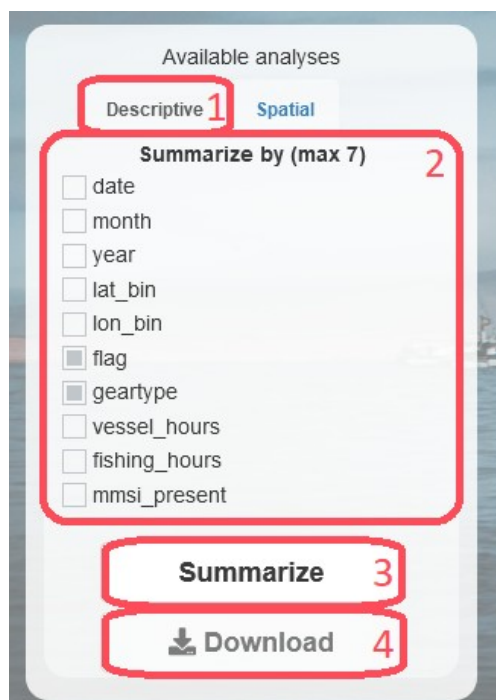 Available analyses
Descriptive 1 Spatial
Summarize by (max 7) 2
date
month
year
lat_bin
lon_bin
flag
geartype
vessel_hours
fishing_hours
mmsi_present
Summarize 3
Download 4